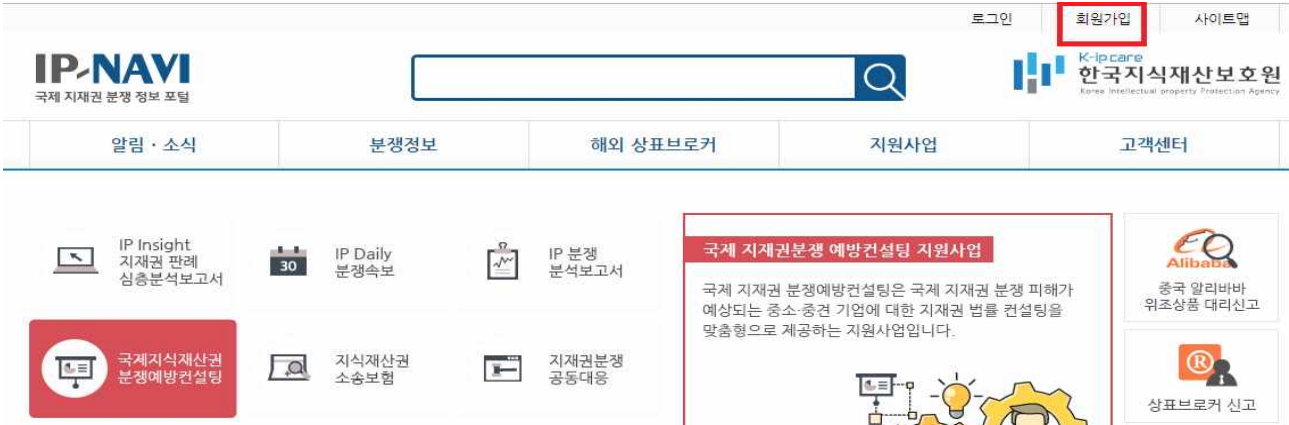 로그인
회원가입
사이트맵
IP-NAVI
국제 지재권 분쟁 정보 포털
K-ipcare
한국지식재산보호원
Korea Intellectual property Protection Agency
알림 · 소식
분쟁정보
해외 상표브로커
지원사업
고객센터
IP Insight
지재권 판례
심층분석보고서
30
IP Daily
분쟁속보
IP 분쟁
분석보고서
국제지식재산권
분쟁예방컨설팅
지식재산권
소송보험
지재권분쟁
공동대응
국제 지재권분쟁 예방컨설팅 지원사업
국제 지재권 분쟁예방컨설팅은 국제 지재권 분쟁 피해가
예상되는 중소·중견 기업에 대한 지재권 법률 컨설팅을
맞춤형으로 제공하는 지원사업입니다.
Alibaba
중국 알리바바
위조상품 대리신고
®
상표브로커 신고